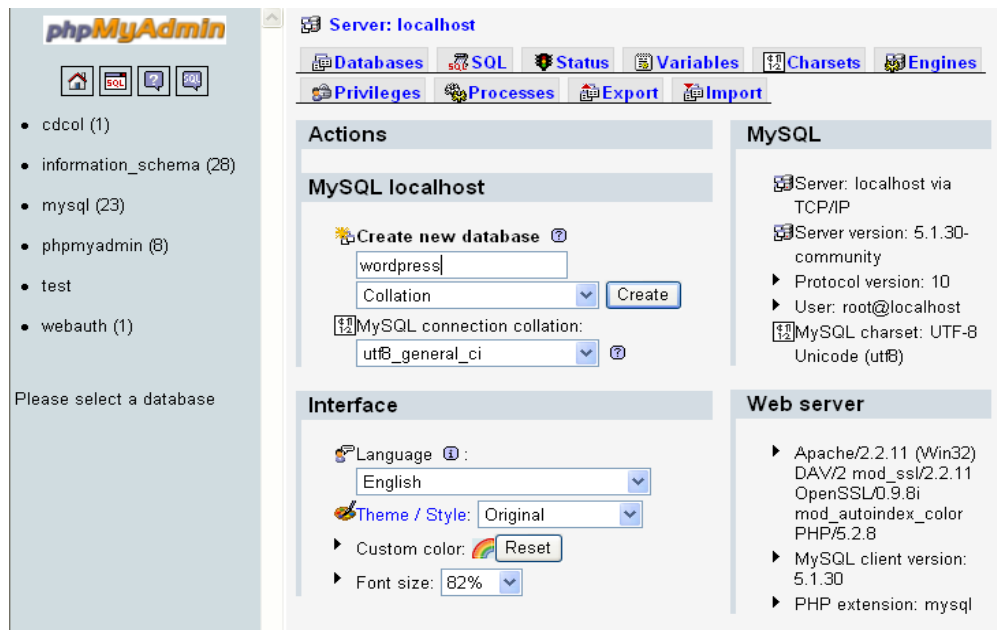 phpMyAdmin
SQL
SQL
cdcol (1)
information_schema (28)
mysql (23)
phpmyadmin (8)
test
webauth (1)
Please select a database
Server: localhost
Databases SQL Status Variables Charsets Engines
Privileges Processes Export Import
Actions
MySQL localhost
Create new database
wordpress
Collation Create
MySQL connection collation:
utf8_general_ci
Interface
Language :
English
Theme / Style: Original
Custom color: Reset
Font size: 82%
MySQL
Server: localhost via
TCP/IP
Server version: 5.1.30-
community
Protocol version: 10
User: root@localhost
MySQL charset: UTF-8
Unicode (utf8)
Web server
Apache/2.2.11 (Win32)
DAV/2 mod_ssl/2.2.11
OpenSSL/0.9.8i
mod_autoindex_color
PHP/5.2.8
MySQL client version:
5.1.30
PHP extension: mysql